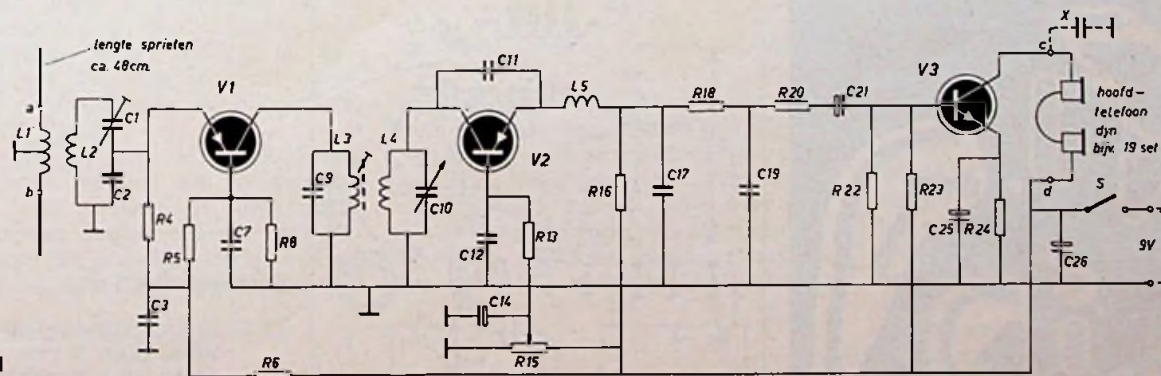 lengte sprieten
ca. 48cm.
a
L1
b
L2
C1
C2
R4
C3
V1
R5
C7
R8
R6
C9
L3
L4
C10
C11
V2
C12
R13
C14
R15
L5
R16
C17
R18
C19
R20
C21
R22
R23
V3
C25
R24
X
c
hoofd-
telefoon
dyn
bijv. 19 set
d
S
C26
9V